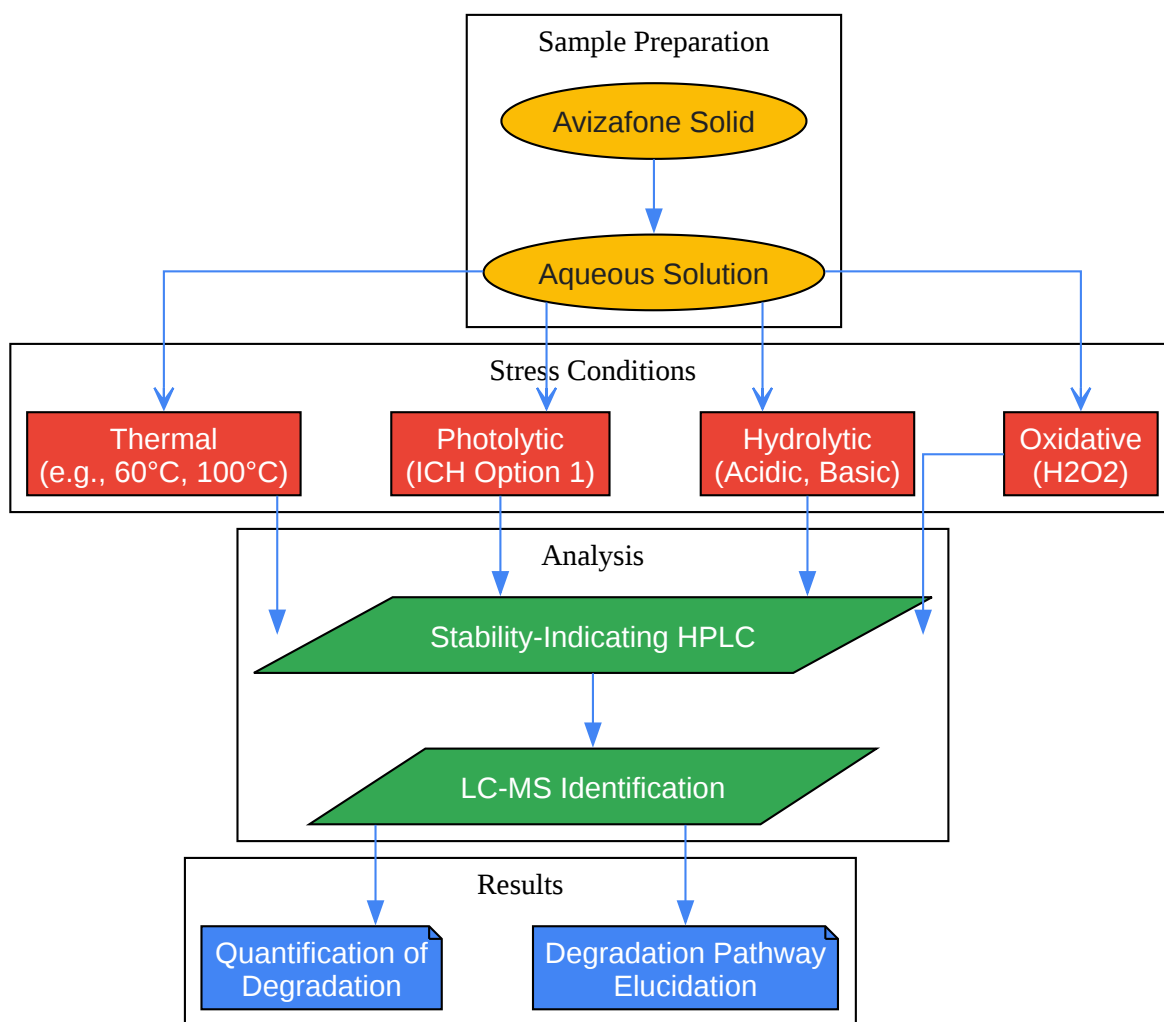 Sample Preparation
Avizafone Solid
Aqueous Solution
Stress Conditions
Thermal
(e.g., 60°C, 100°C)
Photolytic
(ICH Option 1)
Hydrolytic
(Acidic, Basic)
Oxidative
(H2O2)
Analysis
Stability-Indicating HPLC
LC-MS Identification
Results
Quantification of
Degradation
Degradation Pathway
Elucidation